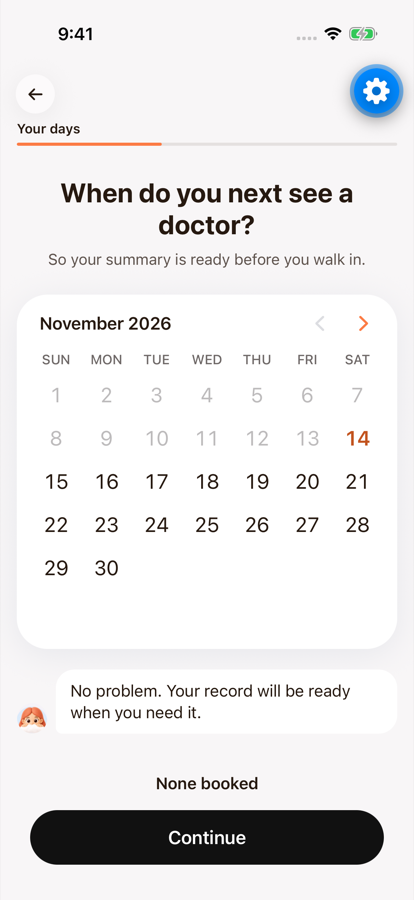 9:41
Your days
When do you next see a
doctor?
So your summary is ready before you walk in.
November 2026
SUN MON TUE WED THU FRI SAT
1 2 3 4 5 6 7
8 9 10 11 12 13 14
15 16 17 18 19 20 21
22 23 24 25 26 27 28
29 30
No problem. Your record will be ready
when you need it.
None booked
Continue